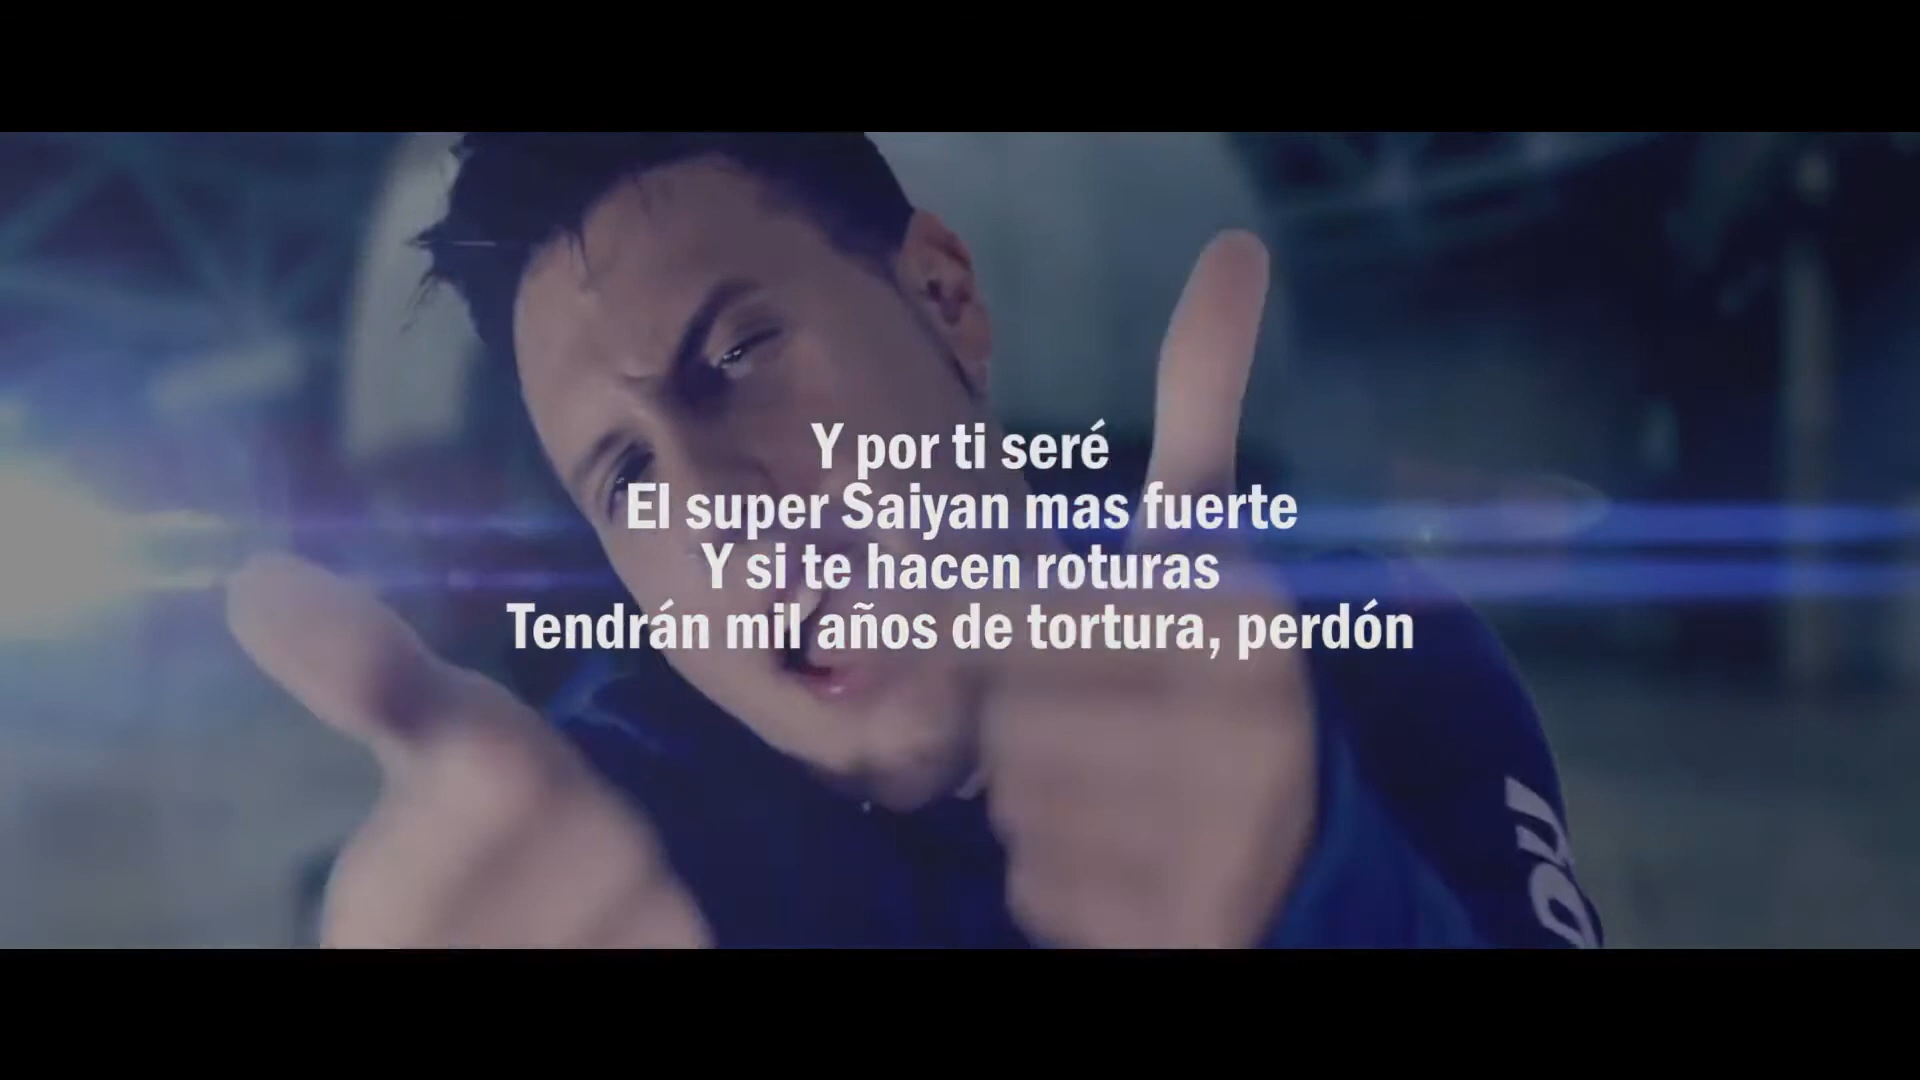 Y por ti seré
El super Saiyan mas fuerte
Y si te hacen roturas
Tendrán mil años de tortura, perdón